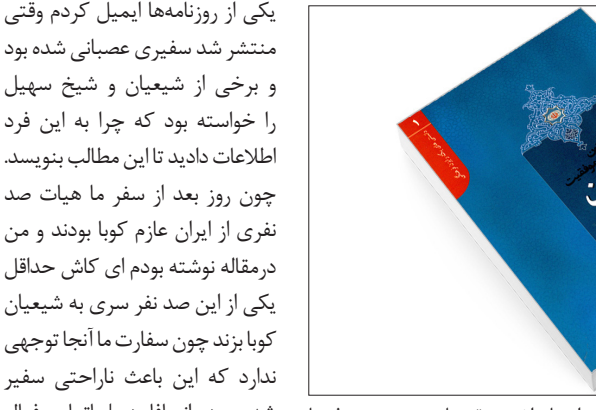 یکی از روزنامه‌ها ایمیل کردم وقتی
منتشر شد سفیری عصبانی شده بود
و برخی از شیعیان و شیخ سهیل
را خواسته بود که چرا به این فرد
اطلاعات دادید تا این مطالب بنویسد.
چون روز بعد از سفر ما هیات صد
نفری از ایران عازم کوبا بودند و من
درمقاله نوشته بودم ای کاش حداقل
یکی از این صد نفر سری به شیعیان
کوبا بزند چون سفارت ما آنجا توجهی
ندارد که این باعث ناراحتی سفیر
۱